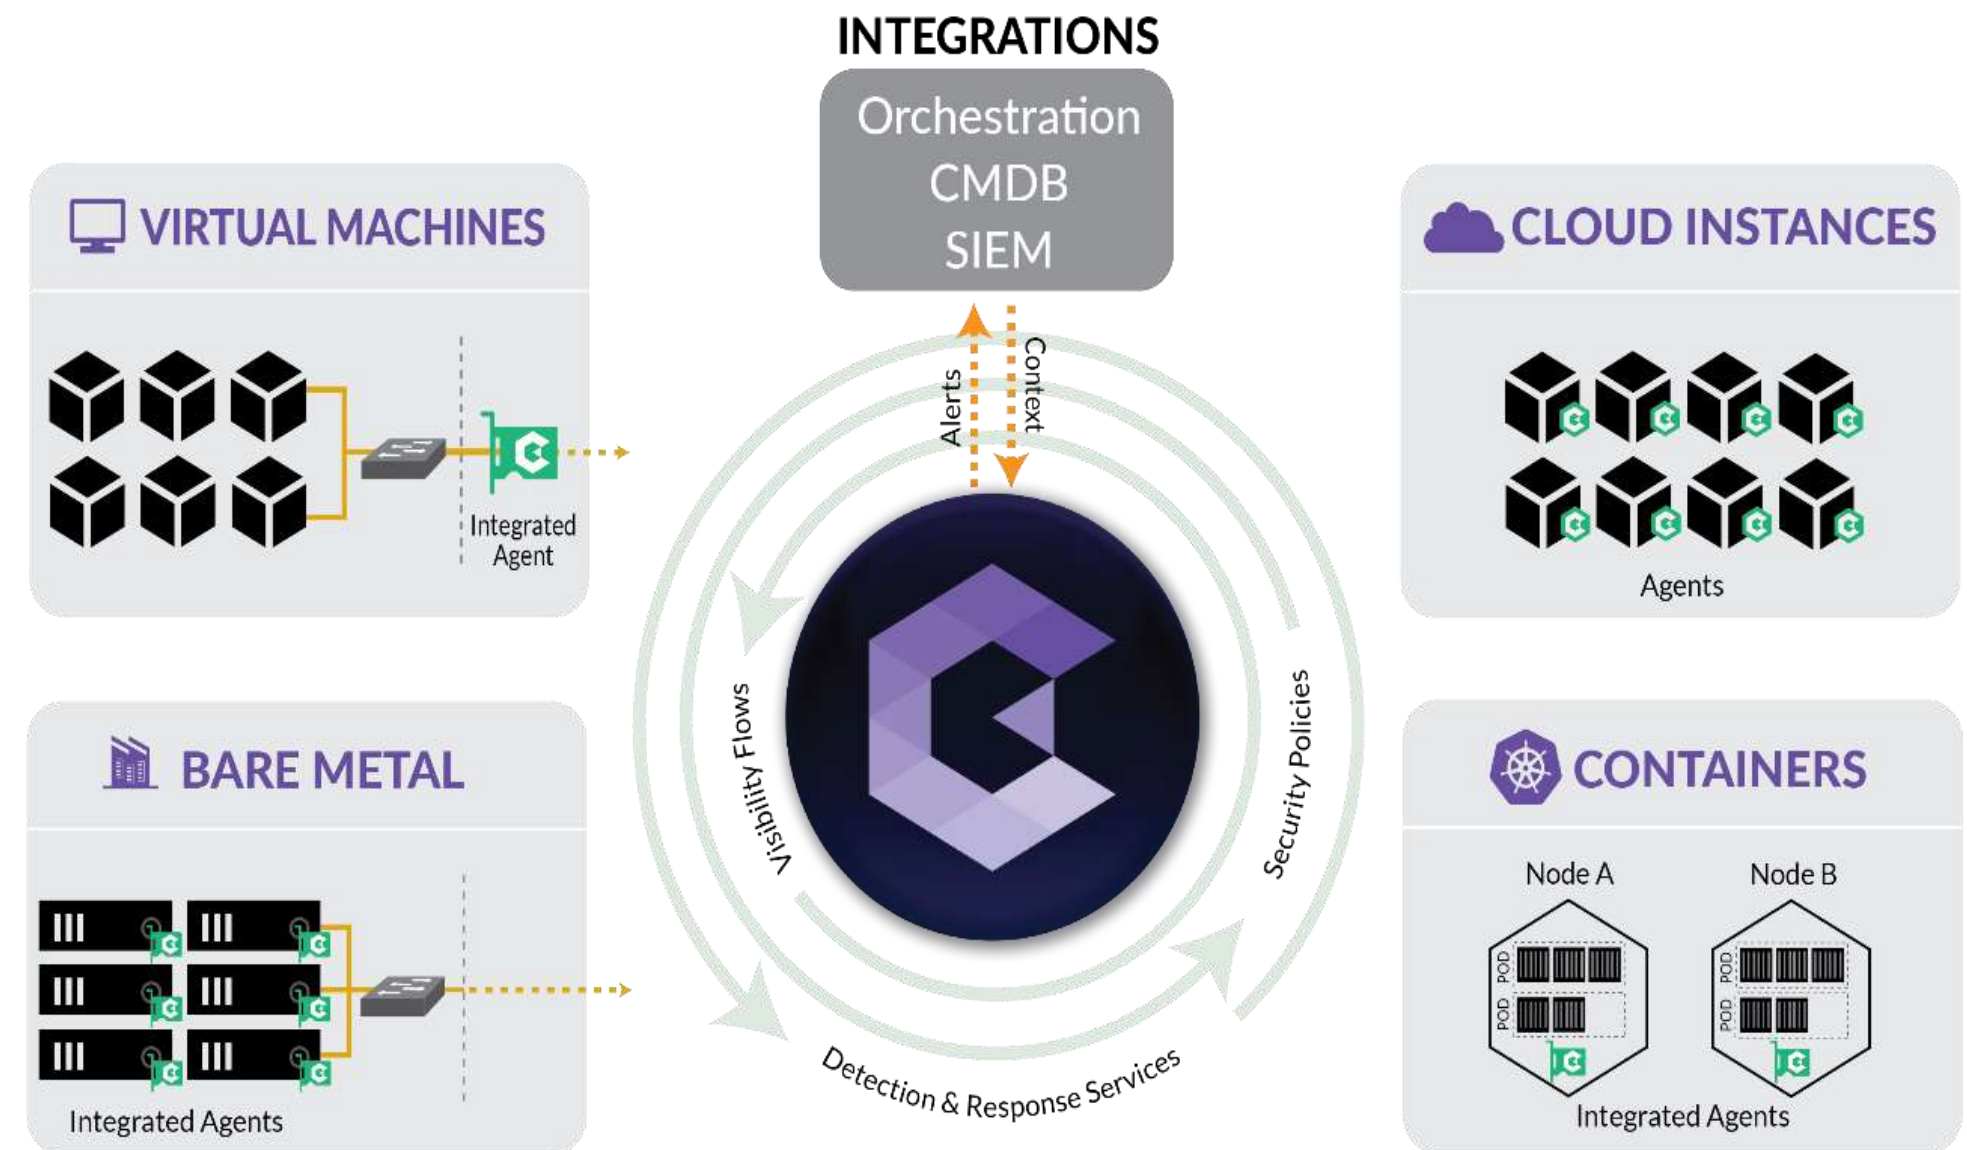 INTEGRATIONS
Orchestration
CMDB
SIEM
VIRTUAL MACHINES
Integrated
Agent
CLOUD INSTANCES
Agents
Alerts
Context
Visibility Flows
Security Policies
Detection & Response Services
BARE METAL
Integrated Agents
CONTAINERS
Node A
Node B
POD
POD
POD
POD
Integrated Agents